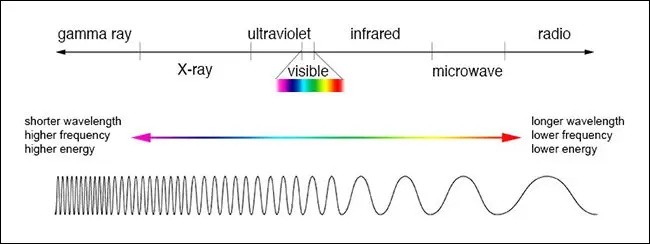 gamma ray
X-ray
ultraviolet
visible
infrared
microwave
radio
shorter wavelength
higher frequency
higher energy
longer wavelength
lower frequency
lower energy